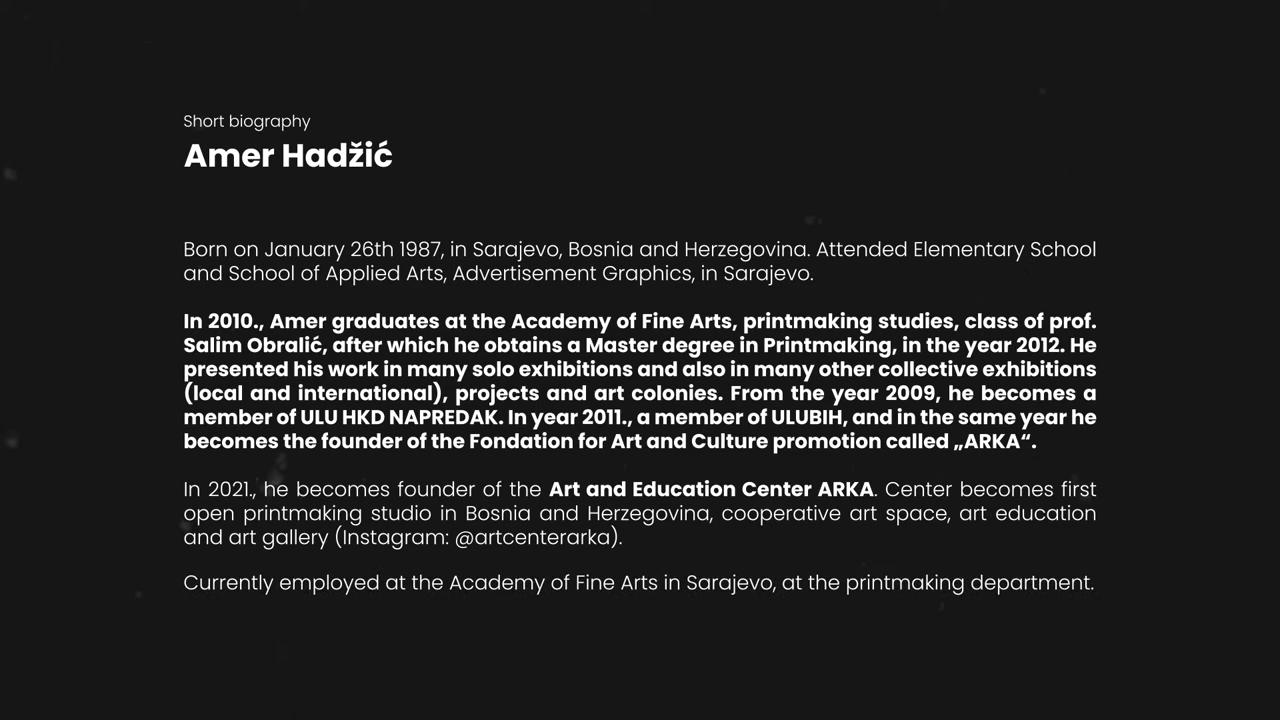 Short biography
Amer Hadžić
Born on January 26th 1987, in Sarajevo, Bosnia and Herzegovina. Attended Elementary School
and School of Applied Arts, Advertisement Graphics, in Sarajevo.
In 2010., Amer graduates at the Academy of Fine Arts, printmaking studies, class of prof.
Salim Obralić, after which he obtains a Master degree in Printmaking, in the year 2012. He
presented his work in many solo exhibitions and also in many other collective exhibitions
(local and international), projects and art colonies. From the year 2009, he becomes a
member of ULU HKD NAPREDAK. In year 2011., a member of ULUBIH, and in the same year he
becomes the founder of the Fondation for Art and Culture promotion called „ARKA“.
In 2021., he becomes founder of the Art and Education Center ARKA. Center becomes first
open printmaking studio in Bosnia and Herzegovina, cooperative art space, art education
and art gallery (Instagram: @artcenterarka).
Currently employed at the Academy of Fine Arts in Sarajevo, at the printmaking department.